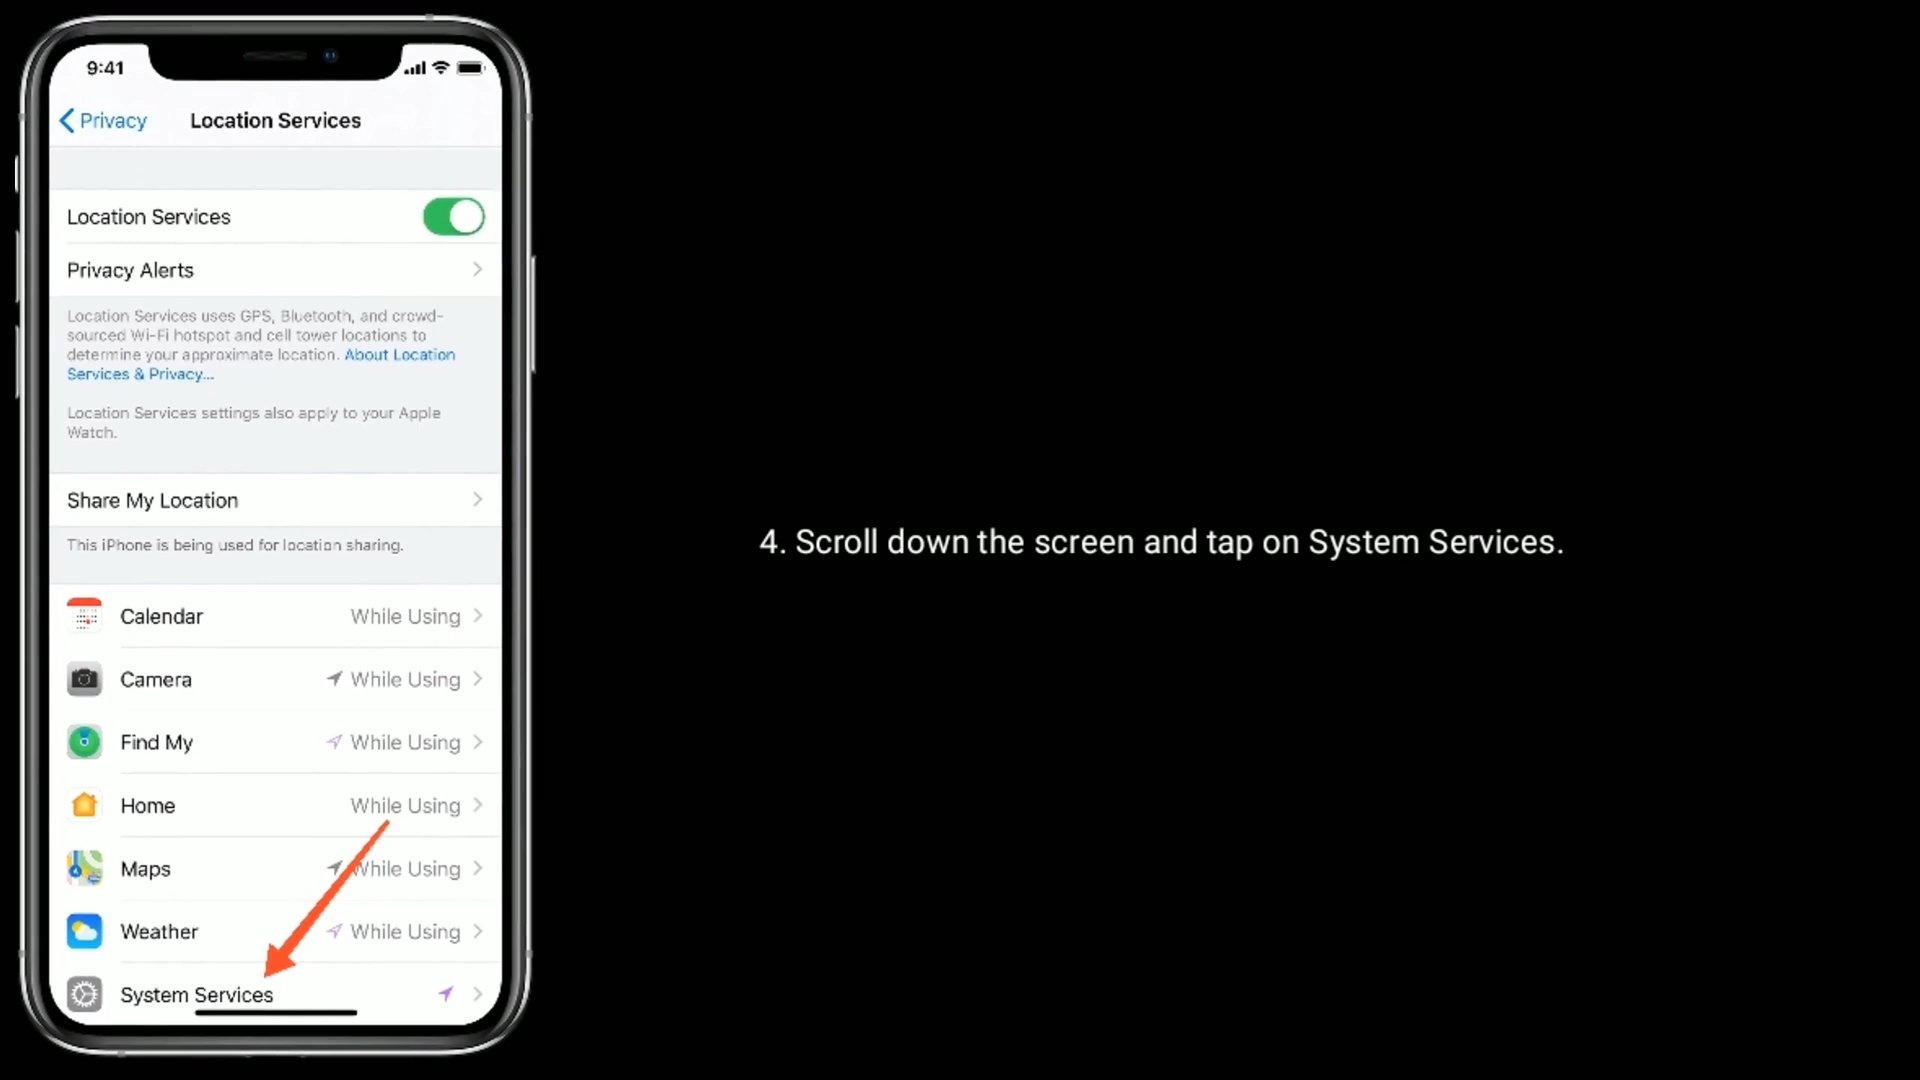 9:41
Privacy
Location Services
Location Services
Privacy Alerts
Location Services uses GPS, Bluetooth, and crowd-
sourced Wi-Fi hotspot and cell tower locations to
determine your approximate location. About Location
Services & Privacy...
Location Services settings also apply to your Apple
Watch.
Share My Location
This iPhone is being used for location sharing.
Calendar While Using
Camera While Using
Find My While Using
Home While Using
Maps While Using
Weather While Using
System Services
4. Scroll down the screen and tap on System Services.